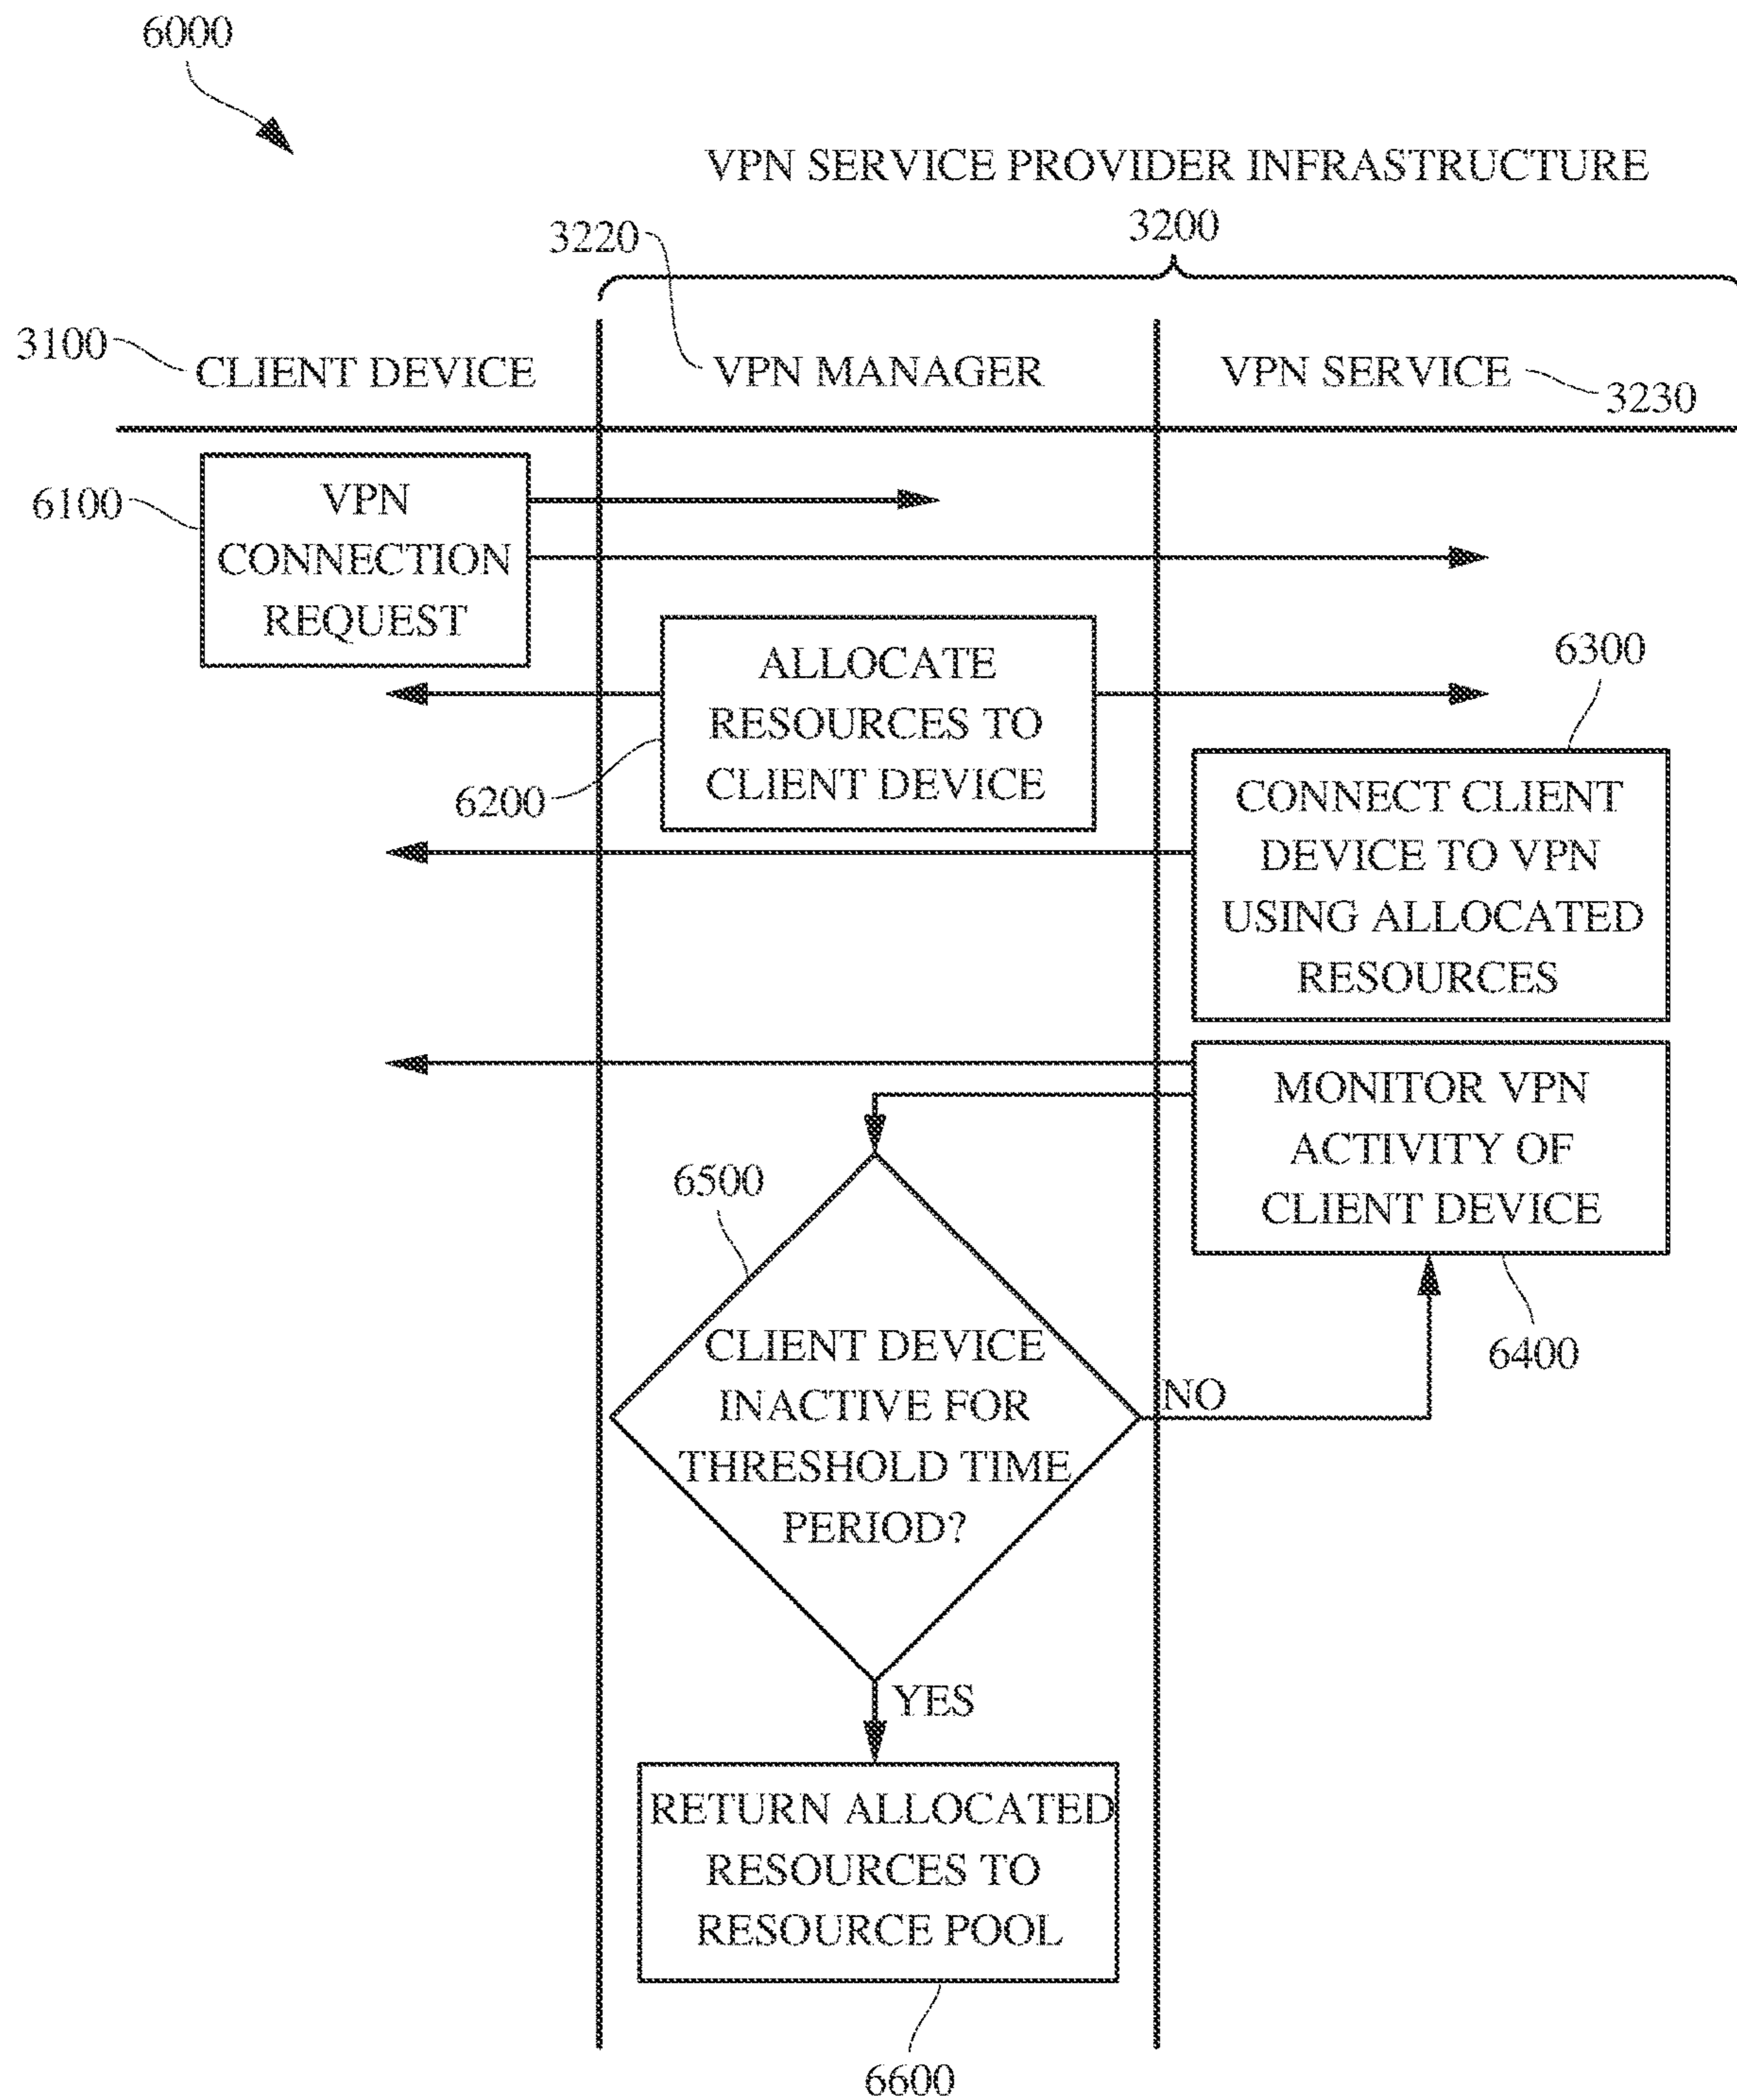 6000
VPN SERVICE PROVIDER INFRASTRUCTURE
3200
3220
3100
CLIENT DEVICE
VPN MANAGER
VPN SERVICE
3230
6100
VPN
CONNECTION
REQUEST
ALLOCATE
RESOURCES TO
CLIENT DEVICE
6200
6300
CONNECT CLIENT
DEVICE TO VPN
USING ALLOCATED
RESOURCES
MONITOR VPN
ACTIVITY OF
CLIENT DEVICE
6400
6500
CLIENT DEVICE
INACTIVE FOR
THRESHOLD TIME
PERIOD?
NO
YES
RETURN ALLOCATED
RESOURCES TO
RESOURCE POOL
6600